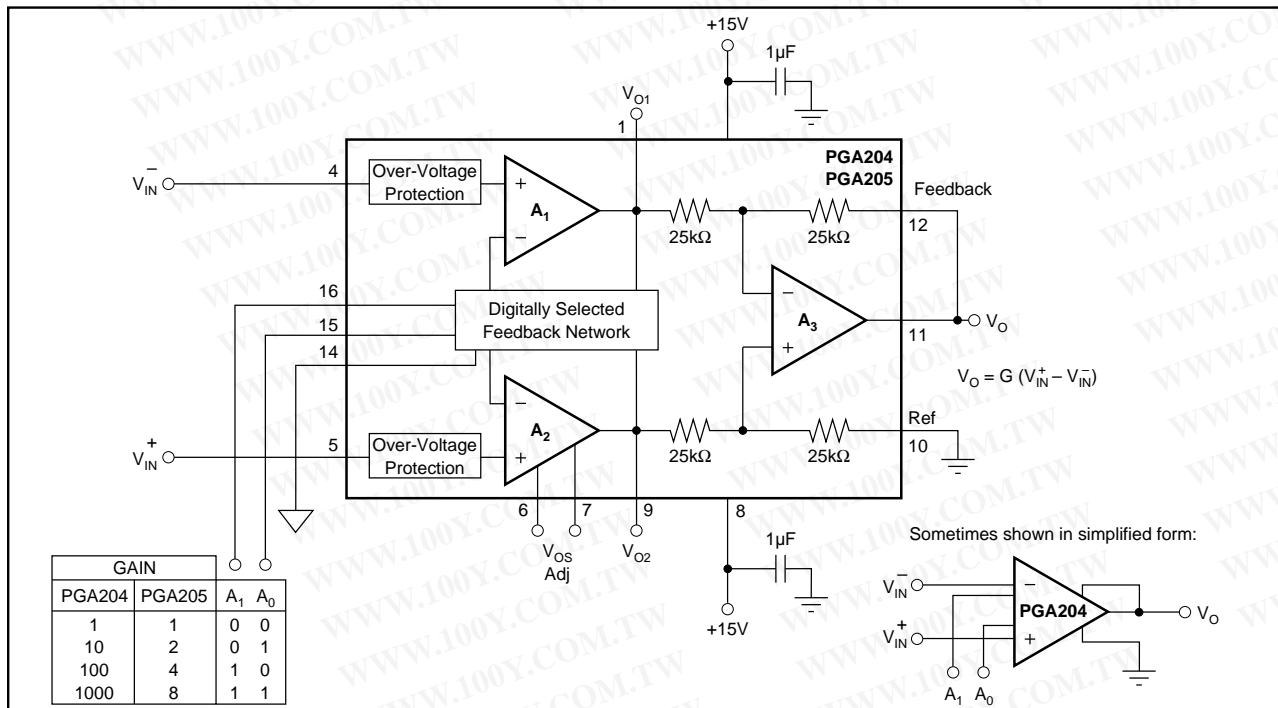 +15V
1µF
V_O1
1
PGA204
PGA205
V_IN^−
4
Over-Voltage
Protection
+
A_1
−
25kΩ
25kΩ
Feedback
12
16
15
14
Digitally Selected
Feedback Network
−
A_3
+
11
V_O
V_O = G (V_IN^+ – V_IN^−)
−
A_2
+
V_IN^+
5
Over-Voltage
Protection
25kΩ
25kΩ
Ref
10
6
7
9
8
V_OS
Adj
V_O2
1µF
+15V
GAIN
PGA204 PGA205 A_1 A_0
1 1 0 0
10 2 0 1
100 4 1 0
1000 8 1 1
Sometimes shown in simplified form:
V_IN^−
−
PGA204
V_O
V_IN^+
+
A_1 A_0
WWW.100Y.COM.TW